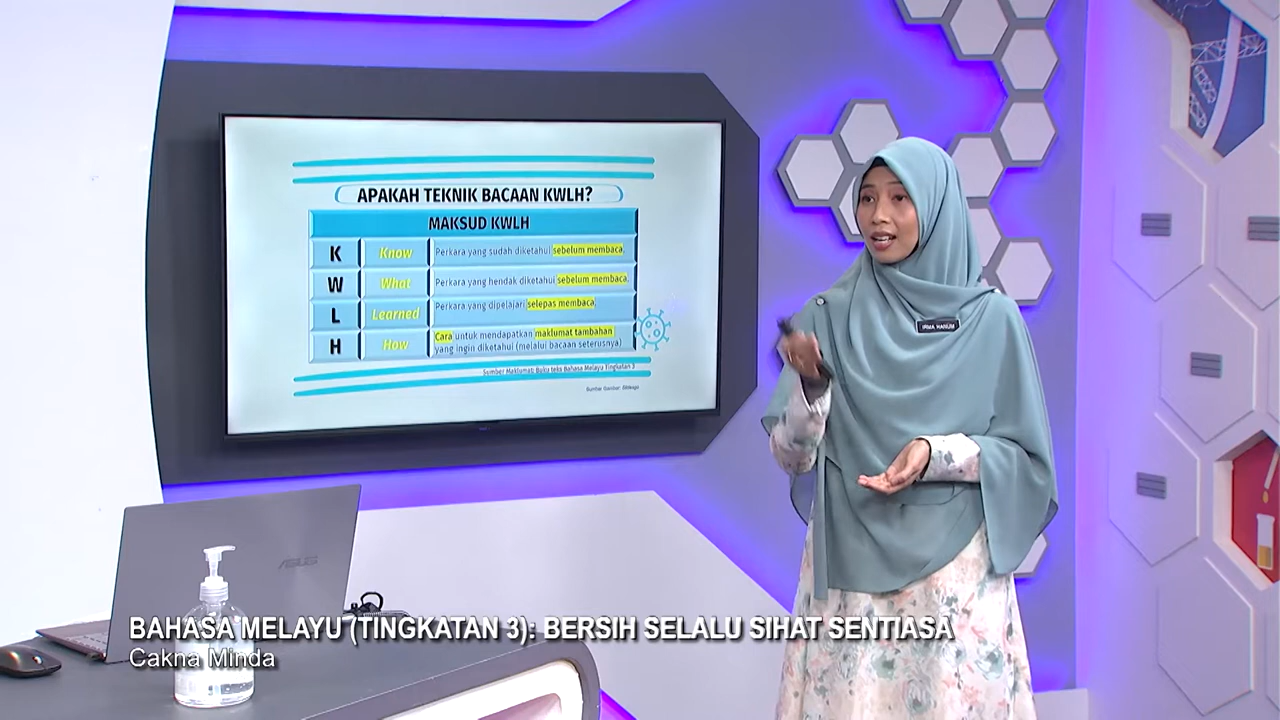 APAKAH TEKNIK BACAAN KWLH?
MAKSUD KWLH
K Know Perkara yang sudah diketahui sebelum membaca.
W What Perkara yang hendak diketahui sebelum membaca.
L Learned Perkara yang dipelajari selepas membaca.
H How Cara untuk mendapatkan maklumat tambahan
yang ingin diketahui (melalui bacaan seterusnya)
Sumber Maklumat: Buku teks Bahasa Melayu Tingkatan 3
Sumber Gambar:
IRMA HANUM
ASUS
BAHASA MELAYU (TINGKATAN 3): BERSIH SELALU SIHAT SENTIASA
Cakna Minda